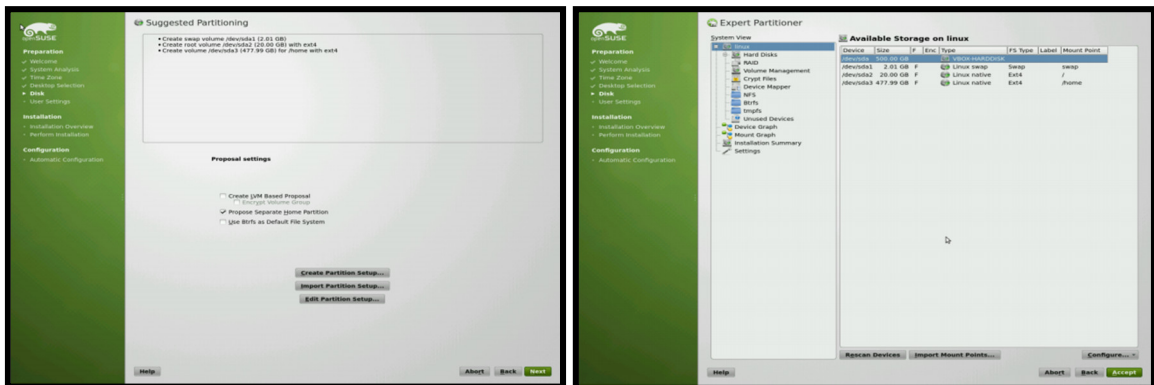 openSUSE
Preparation
Welcome
System Analysis
Time Zone
Desktop Selection
Disk
User Settings
Installation
Installation Overview
Perform Installation
Configuration
Automatic Configuration
Suggested Partitioning
• Create swap volume /dev/sda1 (2.01 GB)
• Create root volume /dev/sda2 (20.00 GB) with ext4
• Create volume /dev/sda3 (477.99 GB) for /home with ext4
Proposal settings
Create LVM Based Proposal
Encrypt Volume Group
Propose Separate Home Partition
Use Btrfs as Default File System
Create Partition Setup...
Import Partition Setup...
Edit Partition Setup...
Help
Abort Back Next
openSUSE
Preparation
Welcome
System Analysis
Time Zone
Desktop Selection
Disk
User Settings
Installation
Installation Overview
Perform Installation
Configuration
Automatic Configuration
Expert Partitioner
System View
linux
Hard Disks
RAID
Volume Management
Crypt Files
Device Mapper
NFS
Btrfs
tmpfs
Unused Devices
Device Graph
Mount Graph
Installation Summary
Settings
Available Storage on linux
Device Size F Enc Type FS Type Label Mount Point
/dev/sda 500.00 GB VBOX HARDDISK
/dev/sda1 2.01 GB F Linux swap Swap swap
/dev/sda2 20.00 GB F Linux native Ext4 /
/dev/sda3 477.99 GB F Linux native Ext4 /home
Rescan Devices Import Mount Points... Configure...
Help
Abort Back Accept